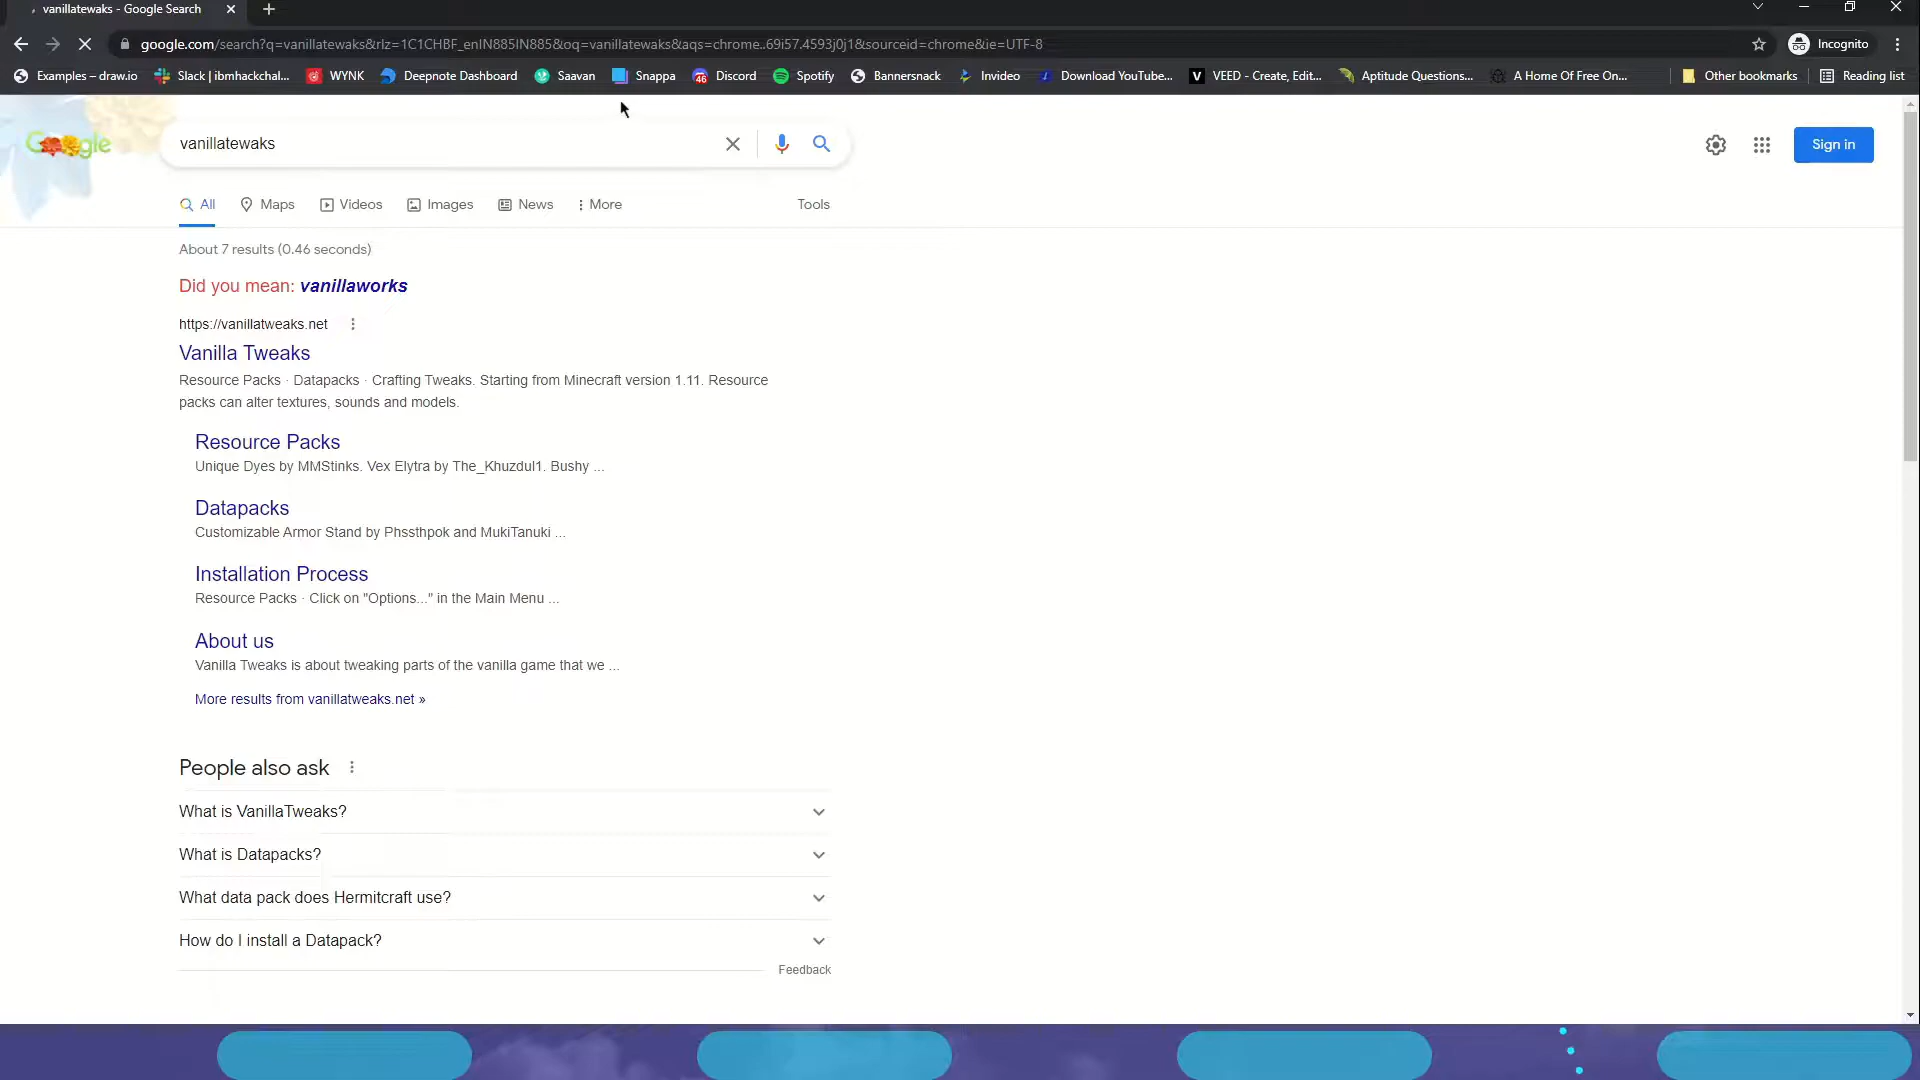 vanillatewaks - Google Search
google.com/search?q=vanillatewaks&rlz=1C1CHBF_enIN885IN885&oq=vanillatewaks&aqs=chrome..69i57.4593j0j1&sourceid=chrome&ie=UTF-8
Incognito
Examples – draw.io
Slack | ibmhackchal...
WYNK
Deepnote Dashboard
Saavan
Snappa
46
Discord
Spotify
Bannersnack
Invideo
Download YouTube...
V
VEED - Create, Edit...
Aptitude Questions...
A Home Of Free On...
Other bookmarks
Reading list
Google
vanillatewaks
Sign in
All
Maps
Videos
Images
News
More
Tools
About 7 results (0.46 seconds)
Did you mean: vanillaworks
https://vanillatweaks.net
Vanilla Tweaks
Resource Packs · Datapacks · Crafting Tweaks. Starting from Minecraft version 1.11. Resource
packs can alter textures, sounds and models.
Resource Packs
Unique Dyes by MMStinks. Vex Elytra by The_Khuzdul1. Bushy ...
Datapacks
Customizable Armor Stand by Phssthpok and MukiTanuki ...
Installation Process
Resource Packs · Click on "Options..." in the Main Menu ...
About us
Vanilla Tweaks is about tweaking parts of the vanilla game that we ...
More results from vanillatweaks.net »
People also ask
What is VanillaTweaks?
What is Datapacks?
What data pack does Hermitcraft use?
How do I install a Datapack?
Feedback